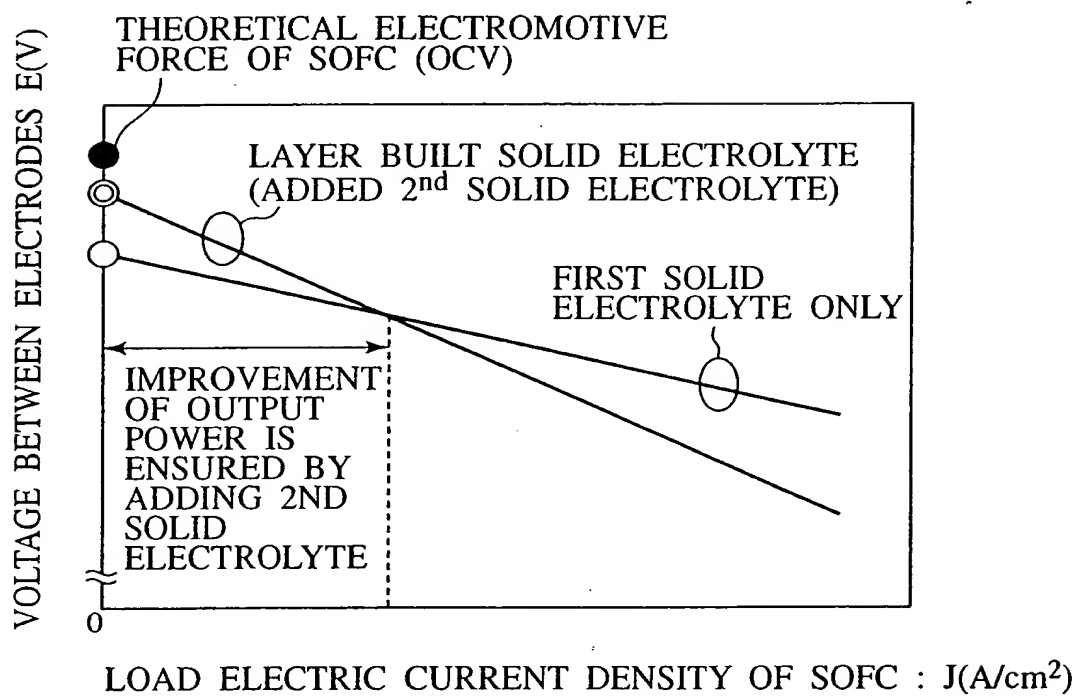 THEORETICAL ELECTROMOTIVE
FORCE OF SOFC (OCV)
VOLTAGE BETWEEN ELECTRODES E(V)
LAYER BUILT SOLID ELECTROLYTE
(ADDED 2nd SOLID ELECTROLYTE)
FIRST SOLID
ELECTROLYTE ONLY
IMPROVEMENT
OF OUTPUT
POWER IS
ENSURED BY
ADDING 2ND
SOLID
ELECTROLYTE
0
LOAD ELECTRIC CURRENT DENSITY OF SOFC : J(A/cm²)